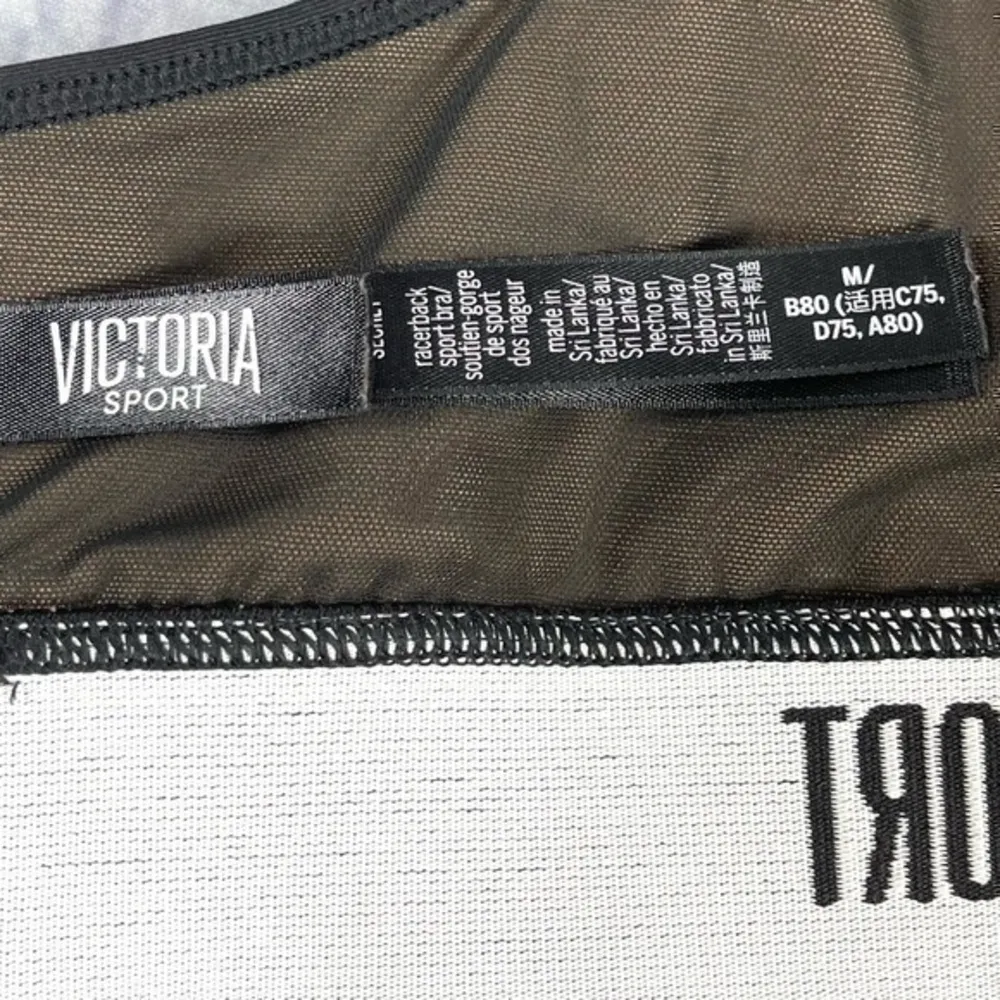 VICTORIA
SPORT
SECRET
racerback
sport bra/
soutien-gorge
de sport
dos nageur
made in
Sri Lanka/
fabriqué au
Sri Lanka/
hecho en
Sri Lanka/
fabbricato
in Sri Lanka/
斯里兰卡制造
M/
B80 (适用C75,
D75, A80)
ORT